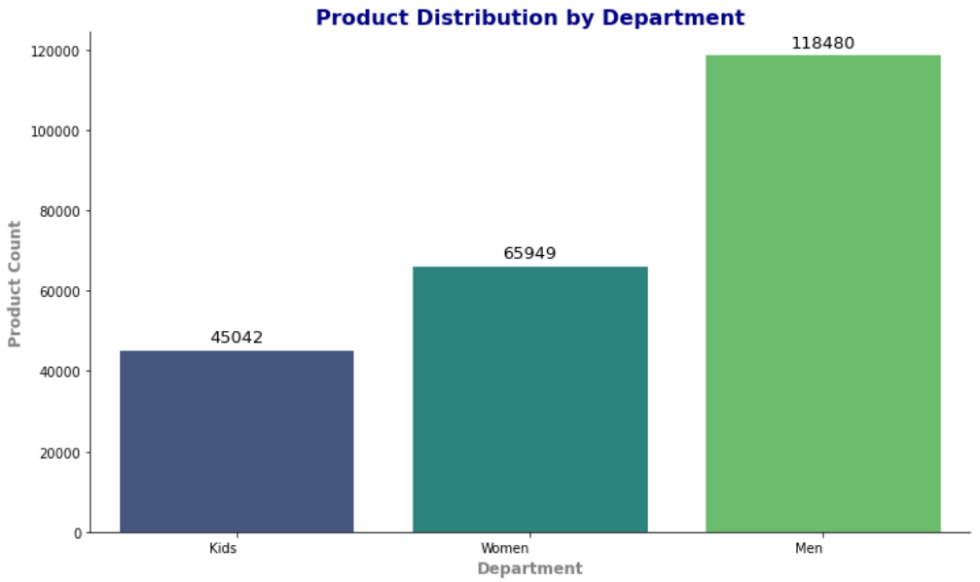 Product Distribution by Department
Product Count
120000
100000
80000
60000
40000
20000
0
45042
65949
118480
Kids
Women
Men
Department